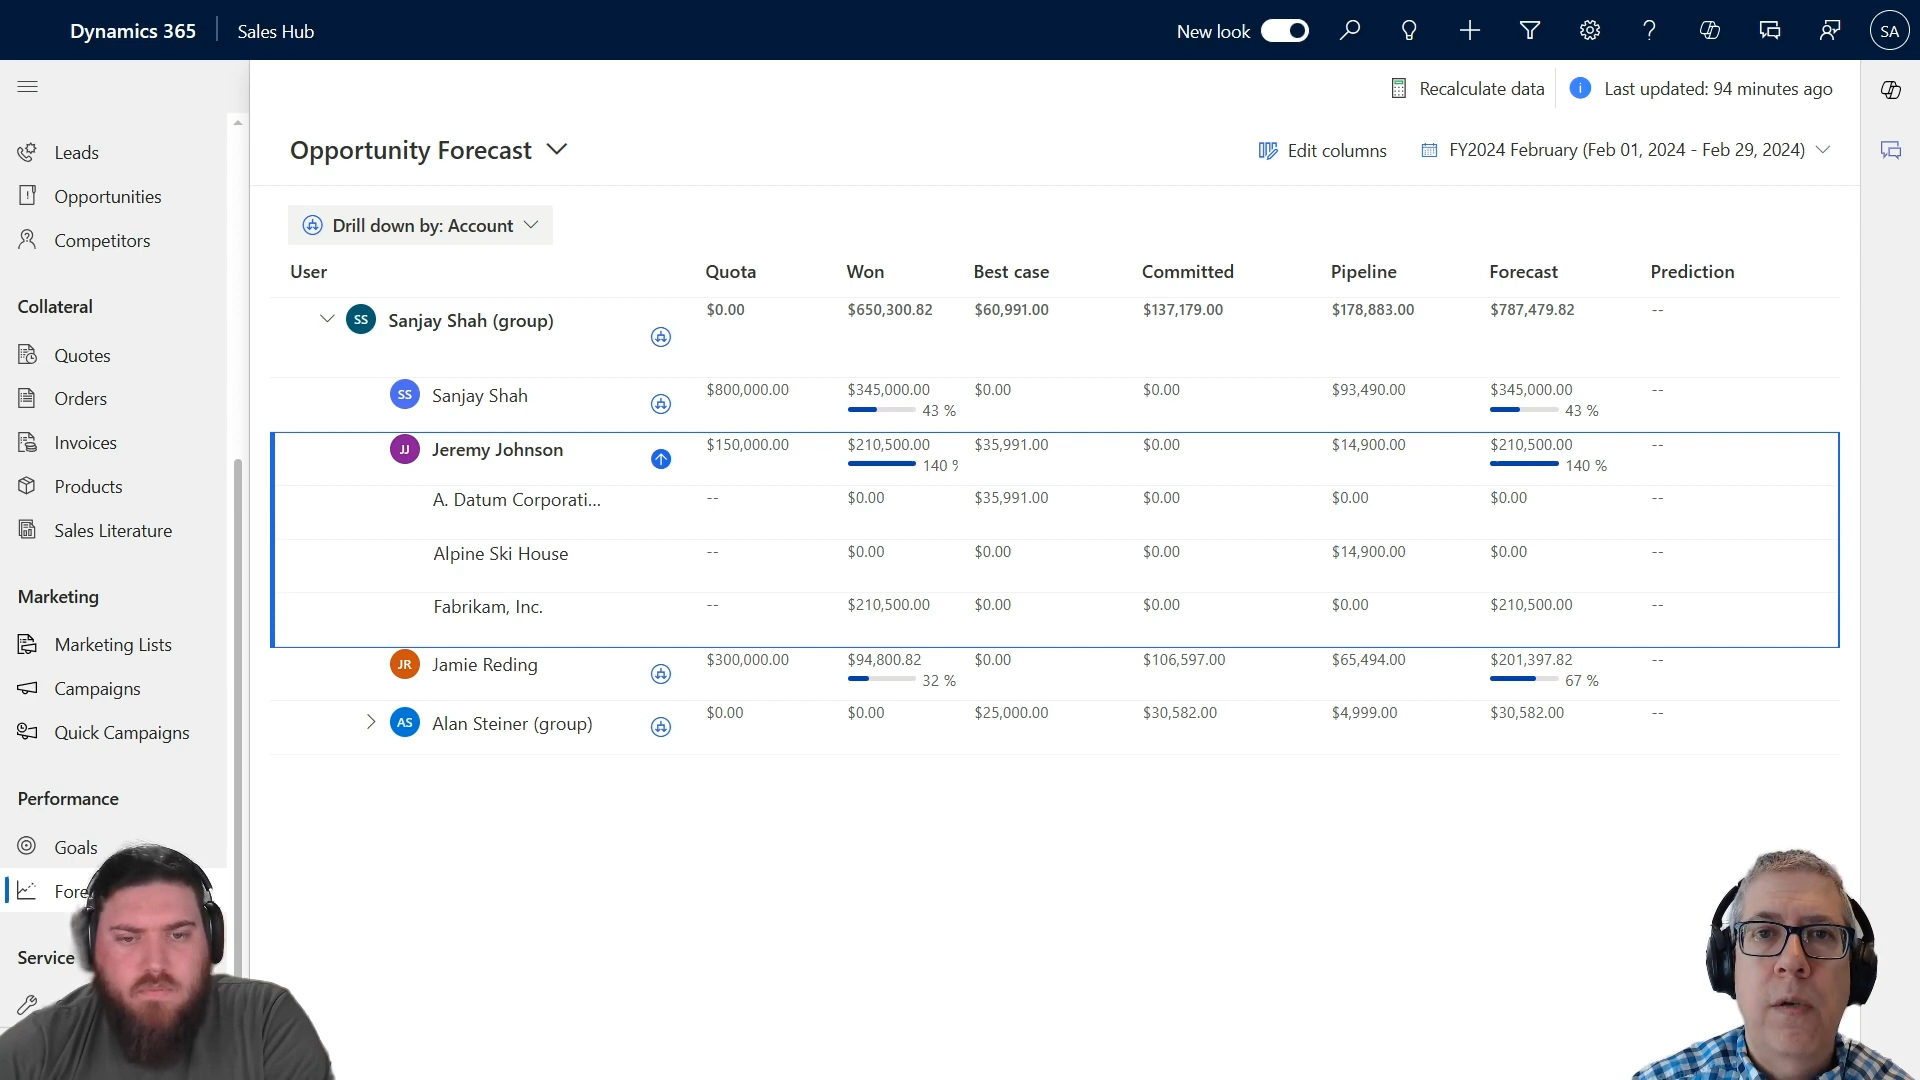 Dynamics 365 Sales Hub New look SA
Recalculate data Last updated: 94 minutes ago
Opportunity Forecast Edit columns FY2024 February (Feb 01, 2024 - Feb 29, 2024)
Leads
Opportunities
Competitors
Collateral
Quotes
Orders
Invoices
Products
Sales Literature
Marketing
Marketing Lists
Campaigns
Quick Campaigns
Performance
Goals
Fore
Service
Drill down by: Account
User Quota Won Best case Committed Pipeline Forecast Prediction
SS Sanjay Shah (group) $0.00 $650,300.82 $60,991.00 $137,179.00 $178,883.00 $787,479.82 --
SS Sanjay Shah $800,000.00 $345,000.00 $0.00 $0.00 $93,490.00 $345,000.00 --
43 % 43 %
JJ Jeremy Johnson $150,000.00 $210,500.00 $35,991.00 $0.00 $14,900.00 $210,500.00 --
140 % 140 %
A. Datum Corporati... -- $0.00 $35,991.00 $0.00 $0.00 $0.00 --
Alpine Ski House -- $0.00 $0.00 $0.00 $14,900.00 $0.00 --
Fabrikam, Inc. -- $210,500.00 $0.00 $0.00 $0.00 $210,500.00 --
JR Jamie Reding $300,000.00 $94,800.82 $0.00 $106,597.00 $65,494.00 $201,397.82 --
32 % 67 %
AS Alan Steiner (group) $0.00 $0.00 $25,000.00 $30,582.00 $4,999.00 $30,582.00 --